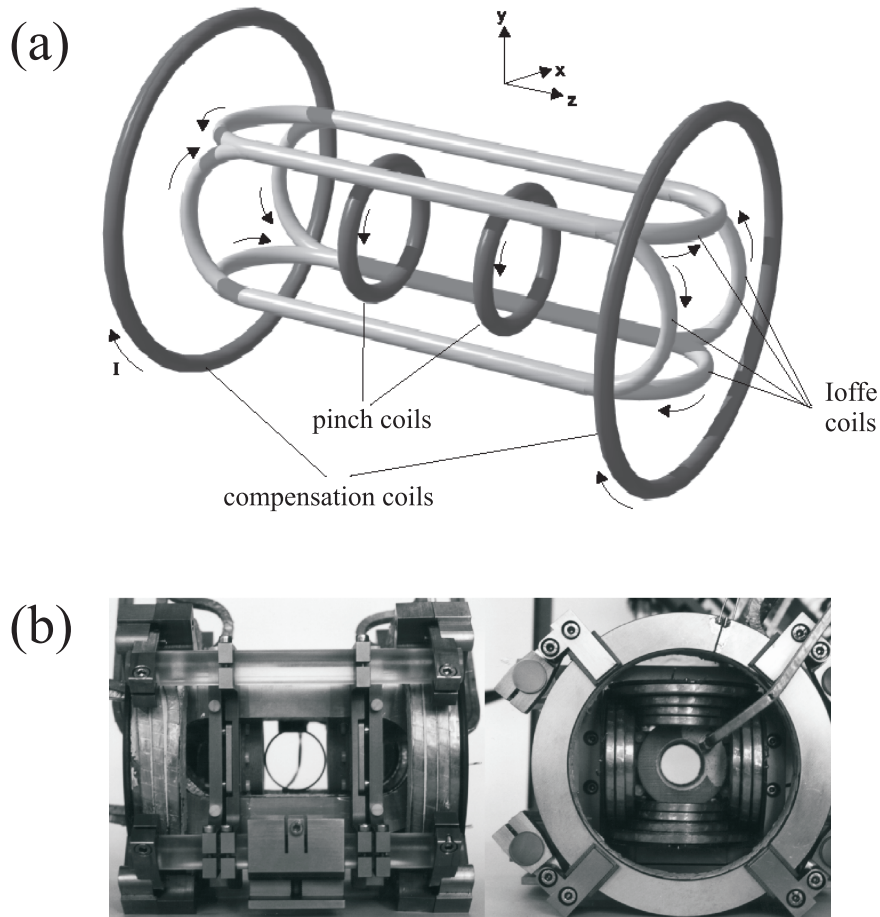 (a)
y
x
z
I
pinch coils
compensation coils
Ioffe
coils
(b)